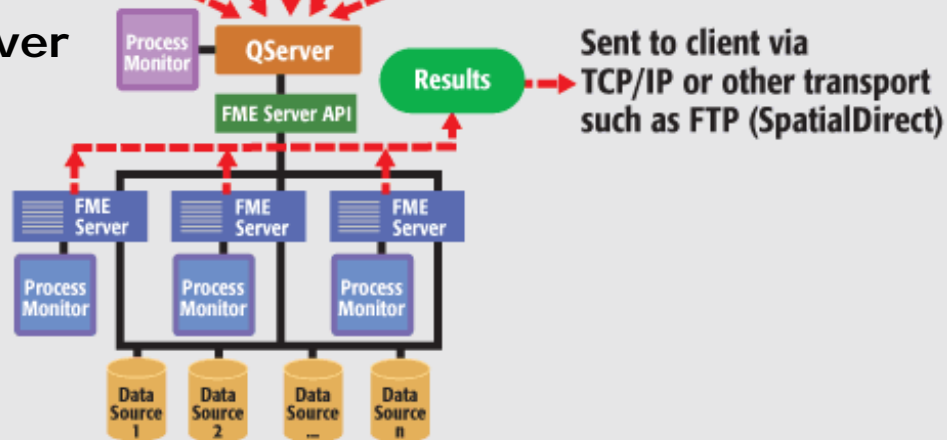 ver
Process
Monitor
QServer
Results
Sent to client via
TCP/IP or other transport
such as FTP (SpatialDirect)
FME Server API
FME
Server
FME
Server
FME
Server
Process
Monitor
Process
Monitor
Process
Monitor
Data
Source
1
Data
Source
2
Data
Source
...
Data
Source
n